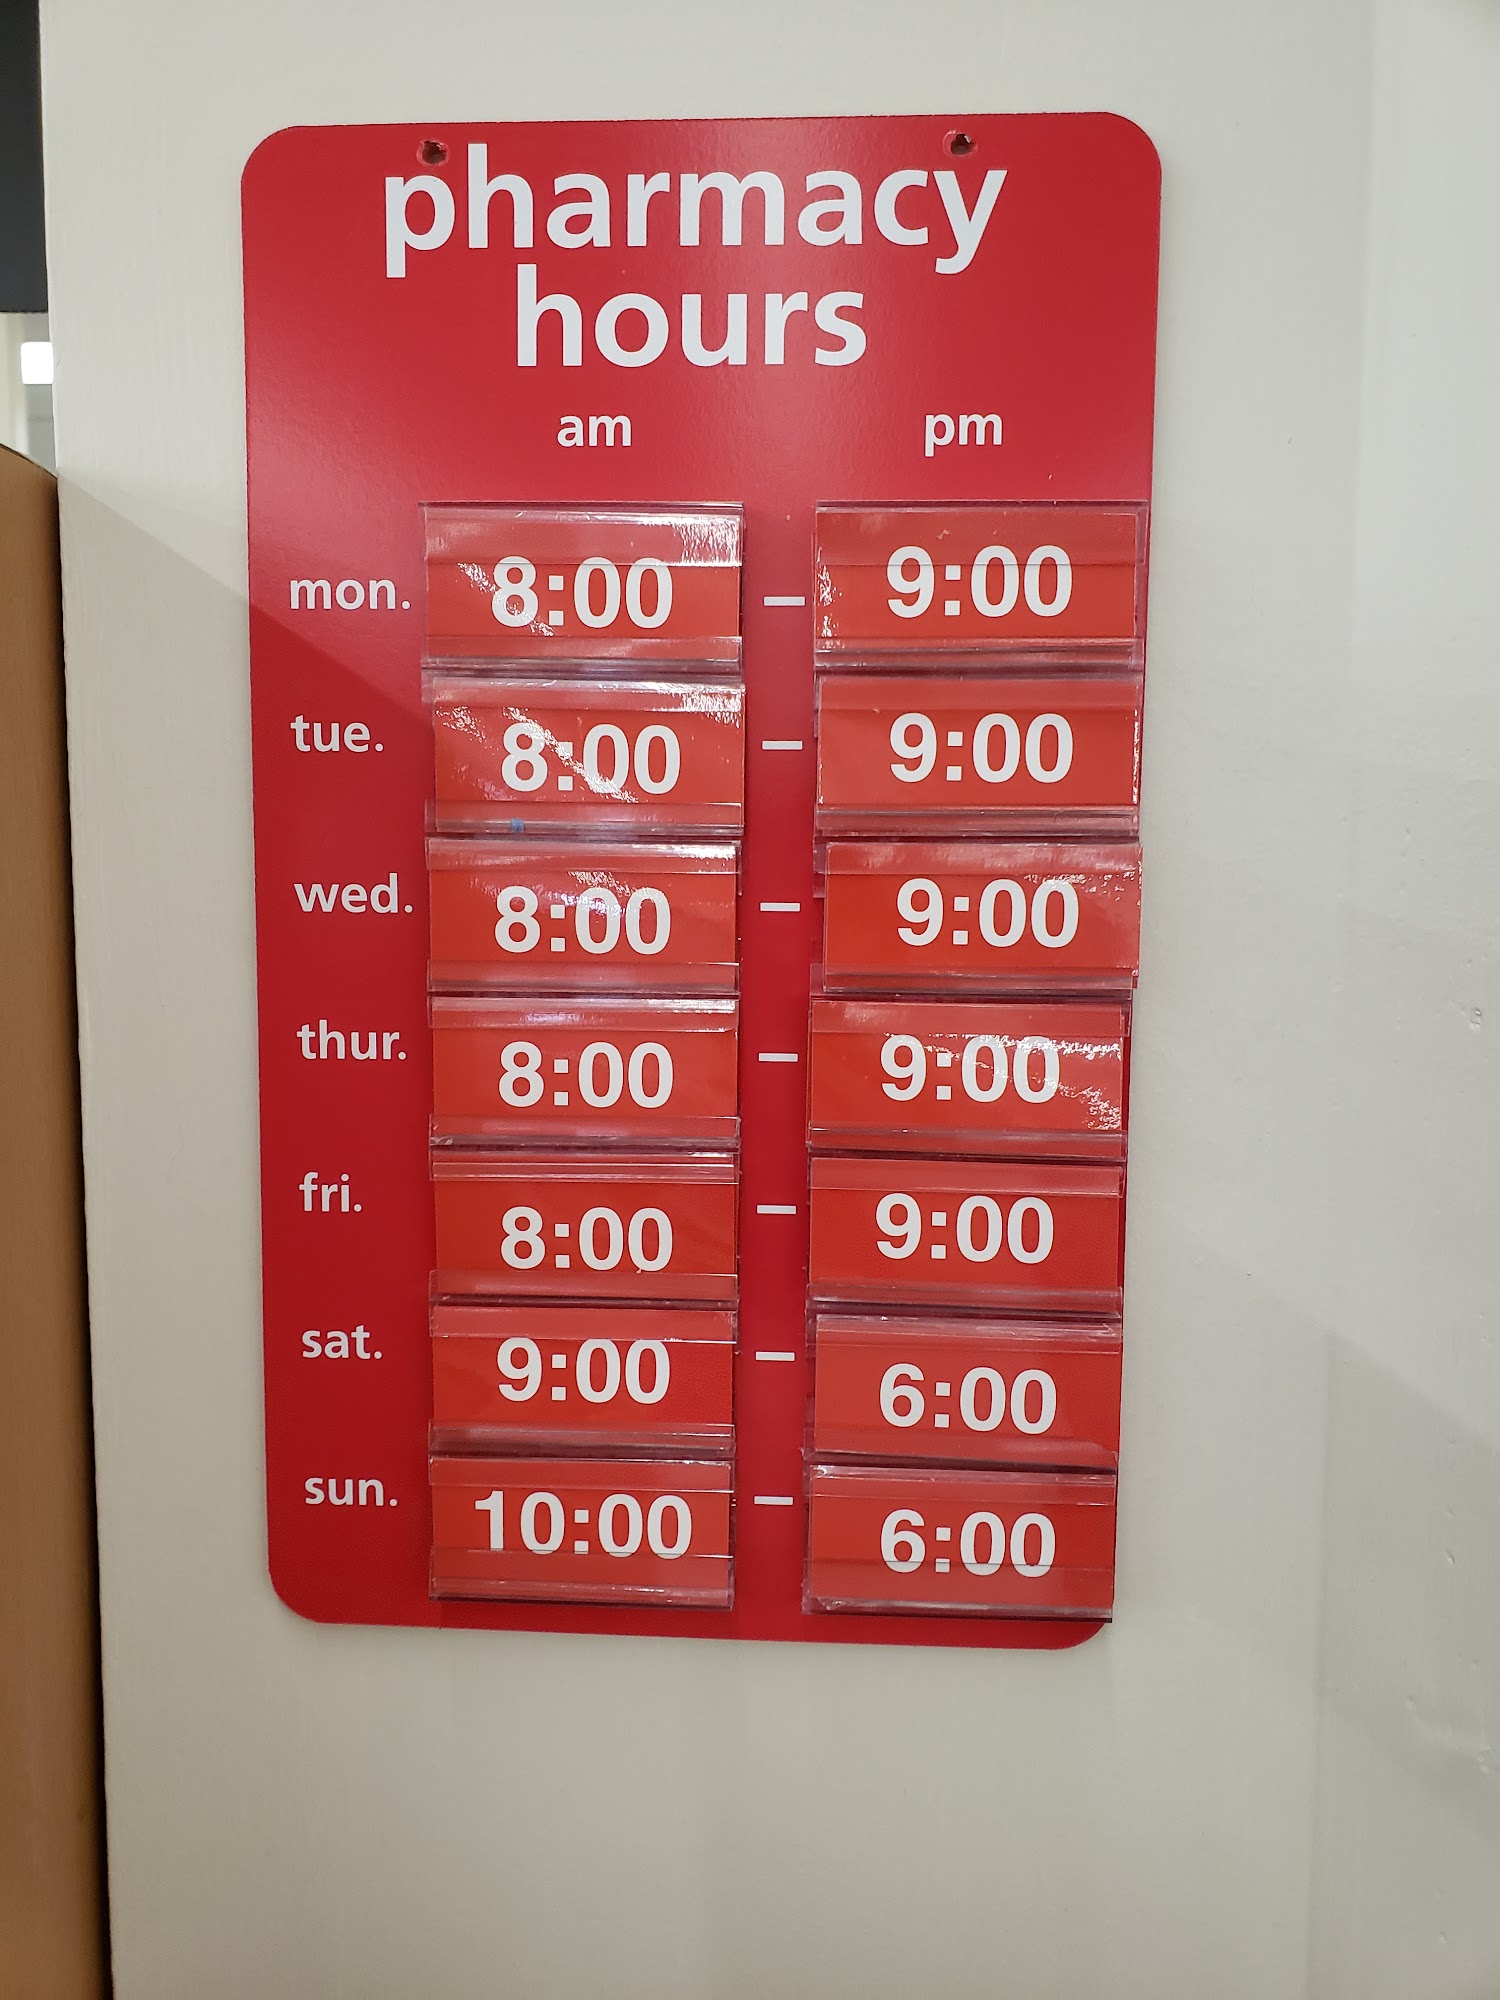 pharmacy
hours
am pm
mon. 8:00 – 9:00
tue. 8:00 – 9:00
wed. 8:00 – 9:00
thur. 8:00 – 9:00
fri. 8:00 – 9:00
sat. 9:00 – 6:00
sun. 10:00 – 6:00